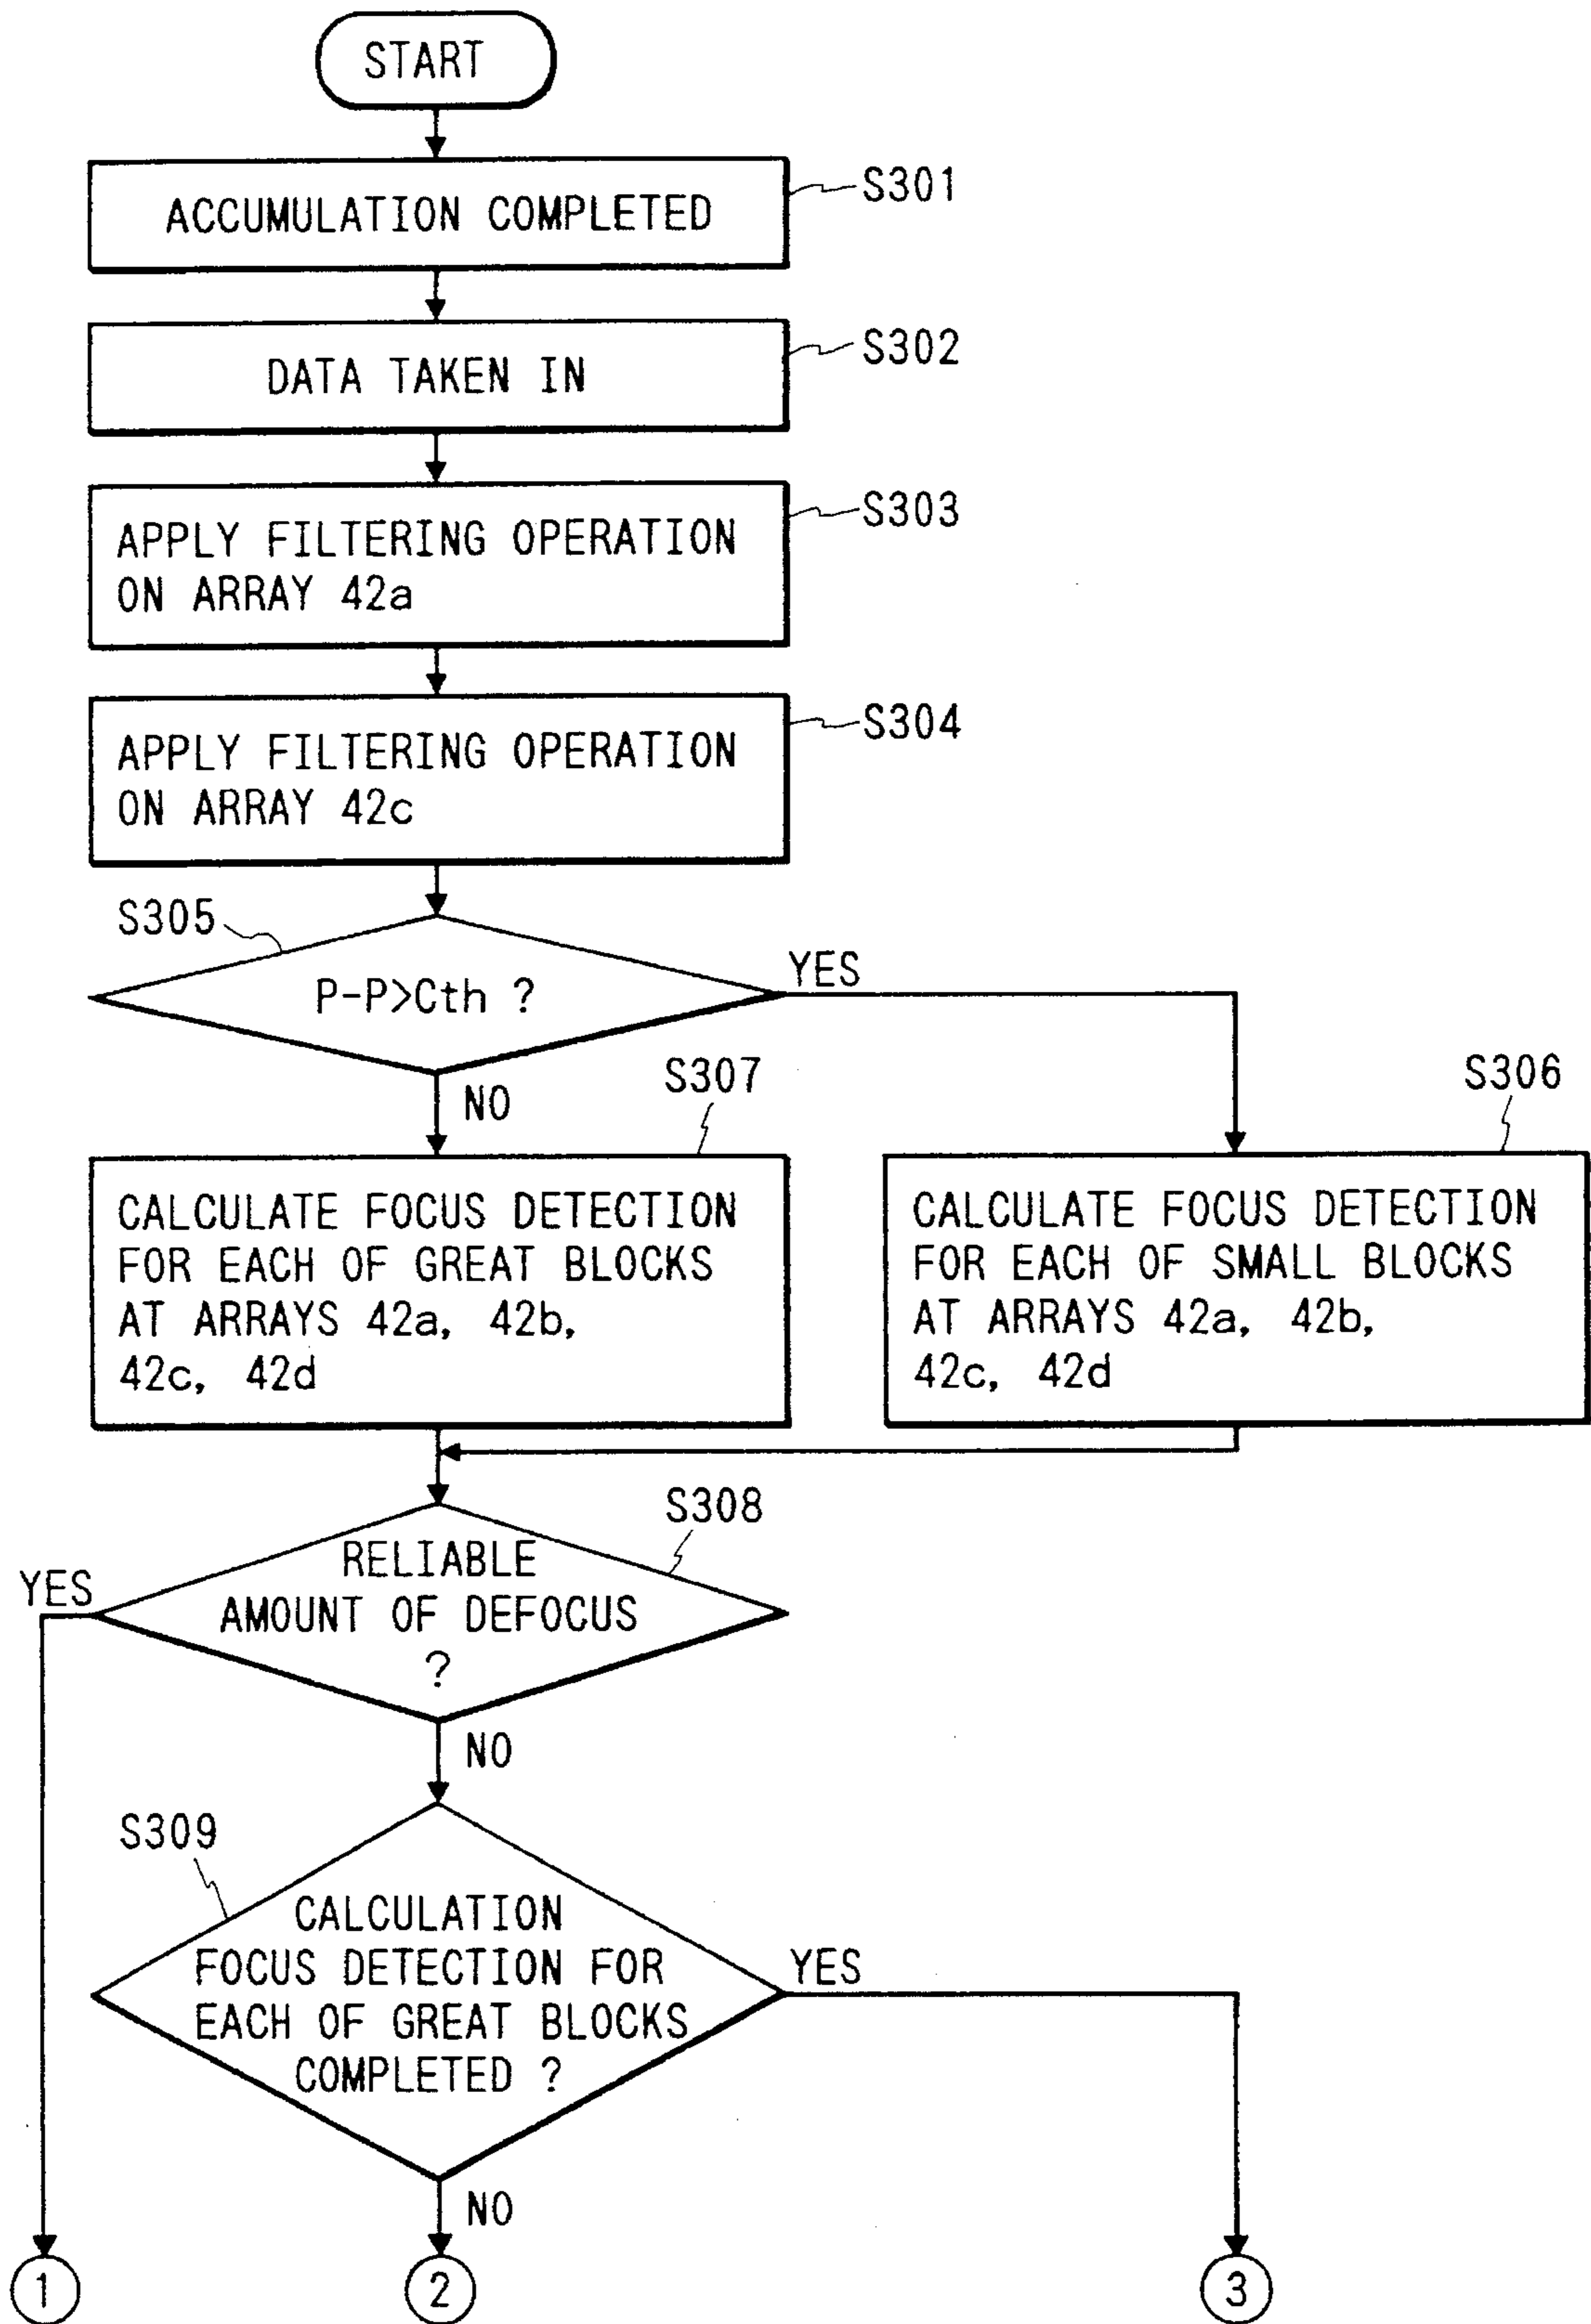 START
ACCUMULATION COMPLETED
S301
DATA TAKEN IN
S302
APPLY FILTERING OPERATION
ON ARRAY 42a
S303
APPLY FILTERING OPERATION
ON ARRAY 42c
S304
S305
P-P>Cth ?
YES
NO
S307
S306
CALCULATE FOCUS DETECTION
FOR EACH OF GREAT BLOCKS
AT ARRAYS 42a, 42b,
42c, 42d
CALCULATE FOCUS DETECTION
FOR EACH OF SMALL BLOCKS
AT ARRAYS 42a, 42b,
42c, 42d
S308
RELIABLE
AMOUNT OF DEFOCUS
?
YES
NO
S309
CALCULATION
FOCUS DETECTION FOR
EACH OF GREAT BLOCKS
COMPLETED ?
YES
NO
1
2
3